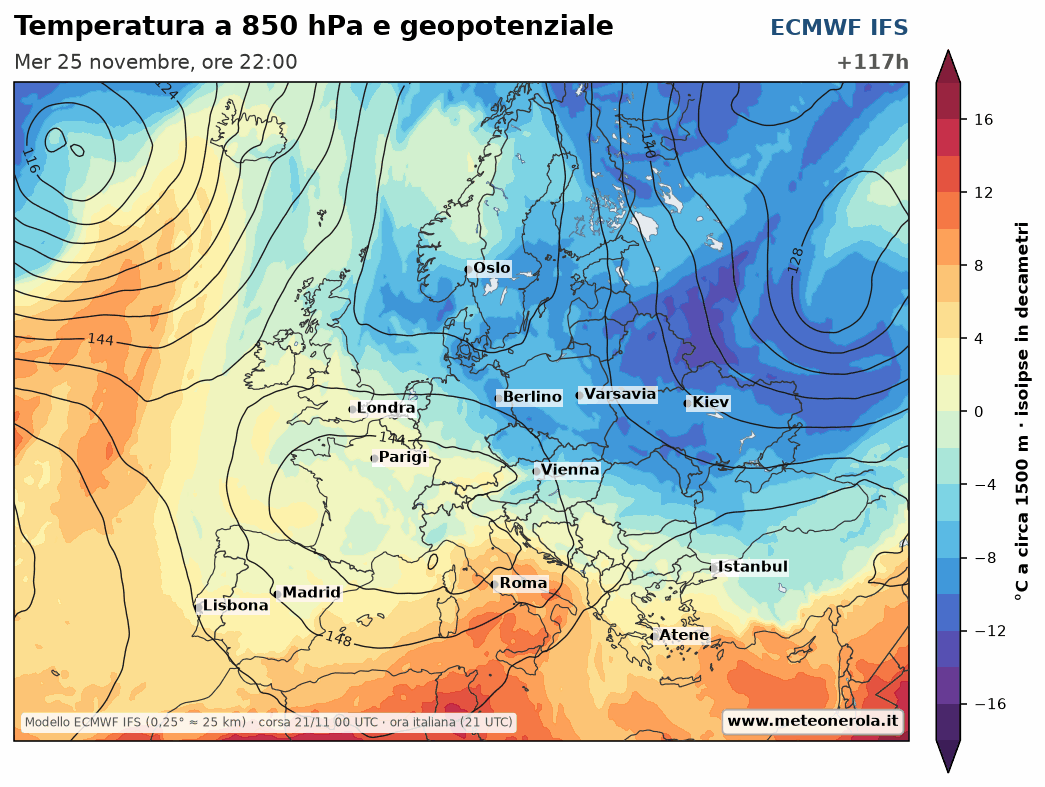 Temperatura a 850 hPa e geopotenziale
ECMWF IFS
Mer 25 novembre, ore 22:00
+117h
124
116
140
128
144
144
148
Oslo
Londra
Berlino
Varsavia
Kiev
Parigi
Vienna
Roma
Istanbul
Madrid
Lisbona
Atene
16
12
8
4
0
−4
−8
−12
−16
°C a circa 1500 m · isoipse in decametri
Modello ECMWF IFS (0,25° ≈ 25 km) · corsa 21/11 00 UTC · ora italiana (21 UTC)
www.meteonerola.it